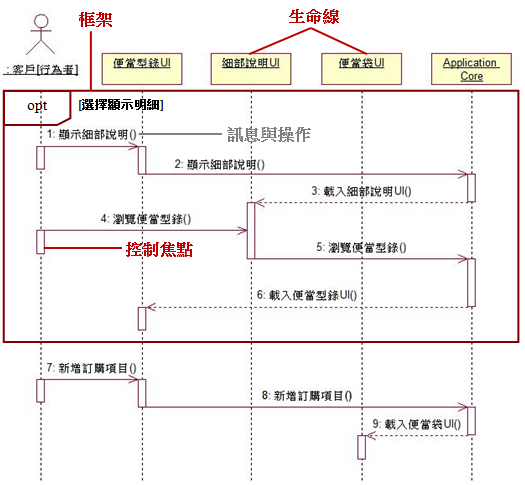 框架
生命線
: 客戶[行為者]
便當型錄UI
細部說明UI
便當袋UI
Application
Core
opt
[選擇顯示明細]
1: 顯示細部說明()
訊息與操作
2: 顯示細部說明()
3: 載入細部說明UI()
4: 瀏覽便當型錄()
控制焦點
5: 瀏覽便當型錄()
6: 載入便當型錄UI()
7: 新增訂購項目()
8: 新增訂購項目()
9: 載入便當袋UI()